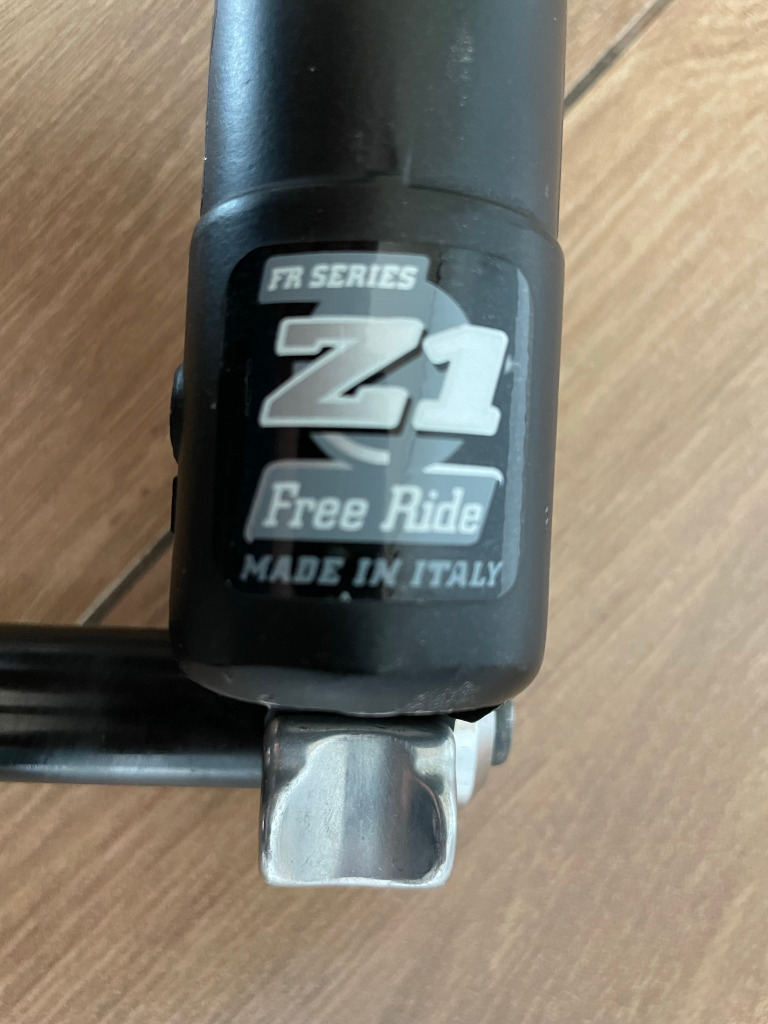 FR SERIES
Z1
Free Ride
MADE IN ITALY